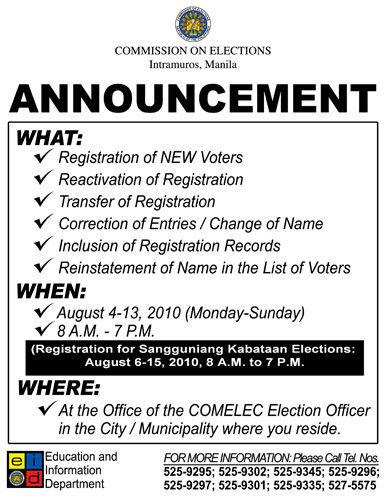 COMMISSION ON ELECTIONS
Intramuros, Manila
ANNOUNCEMENT
WHAT:
✓ Registration of NEW Voters
✓ Reactivation of Registration
✓ Transfer of Registration
✓ Correction of Entries / Change of Name
✓ Inclusion of Registration Records
✓ Reinstatement of Name in the List of Voters
WHEN:
✓ August 4-13, 2010 (Monday-Sunday)
✓ 8 A.M. - 7 P.M.
(Registration for Sangguniang Kabataan Elections:
August 6-15, 2010, 8 A.M. to 7 P.M.
WHERE:
✓ At the Office of the COMELEC Election Officer
in the City / Municipality where you reside.
eid
Education and
Information
Department
FOR MORE INFORMATION: Please Call Tel. Nos.
525-9295; 525-9302; 525-9345; 525-9296;
525-9297; 525-9301; 525-9335; 527-5575